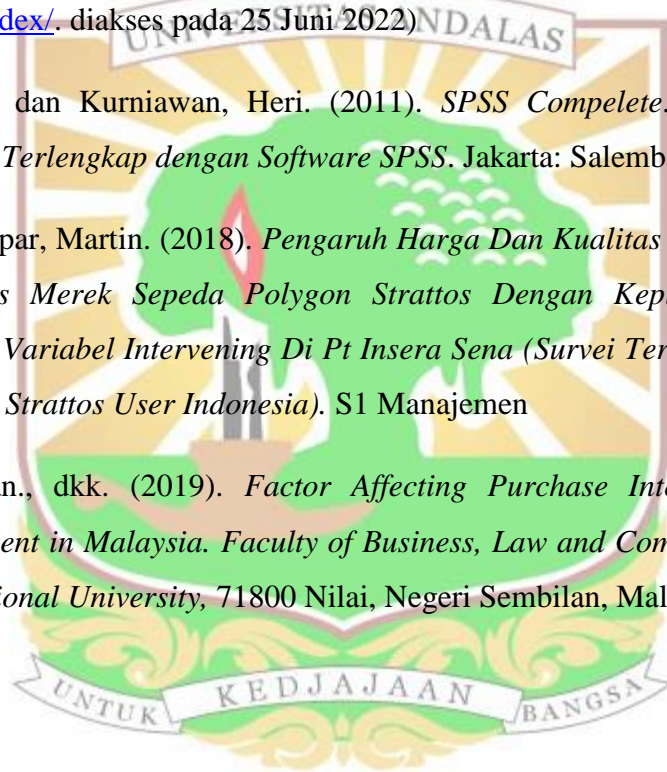 dex/. diakses pada 25 Juni 2022)
UNIVERSITAS ANDALAS
dan Kurniawan, Heri. (2011). SPSS Compelete.
Terlengkap dengan Software SPSS. Jakarta: Salemb
par, Martin. (2018). Pengaruh Harga Dan Kualitas
s Merek Sepeda Polygon Strattos Dengan Kep
Variabel Intervening Di Pt Insera Sena (Survei Ter
Strattos User Indonesia). S1 Manajemen
n., dkk. (2019). Factor Affecting Purchase Int
ent in Malaysia. Faculty of Business, Law and Com
ional University, 71800 Nilai, Negeri Sembilan, Mal
UNTUK KEDJAJAAN BANGSA